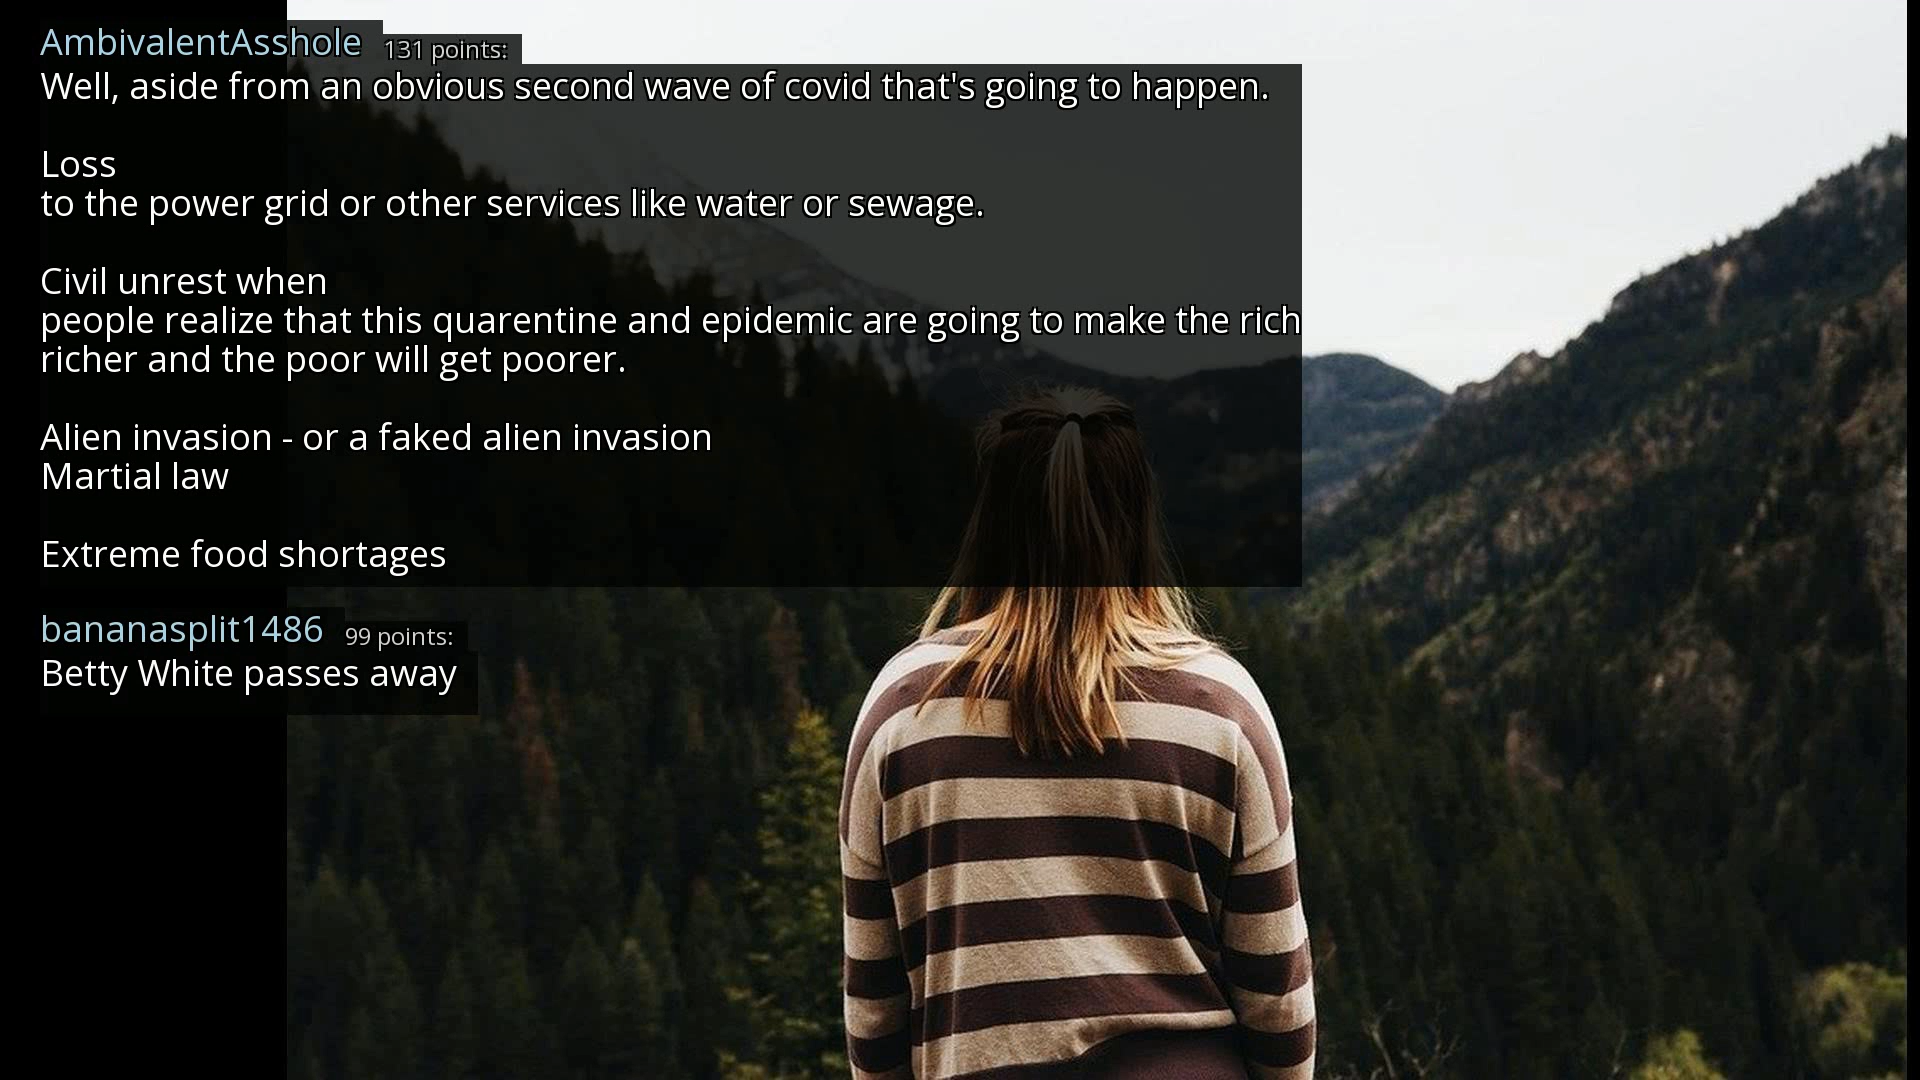 AmbivalentAsshole 131 points:
Well, aside from an obvious second wave of covid that's going to happen.
Loss
to the power grid or other services like water or sewage.
Civil unrest when
people realize that this quarentine and epidemic are going to make the rich
richer and the poor will get poorer.
Alien invasion - or a faked alien invasion
Martial law
Extreme food shortages
bananasplit1486 99 points:
Betty White passes away